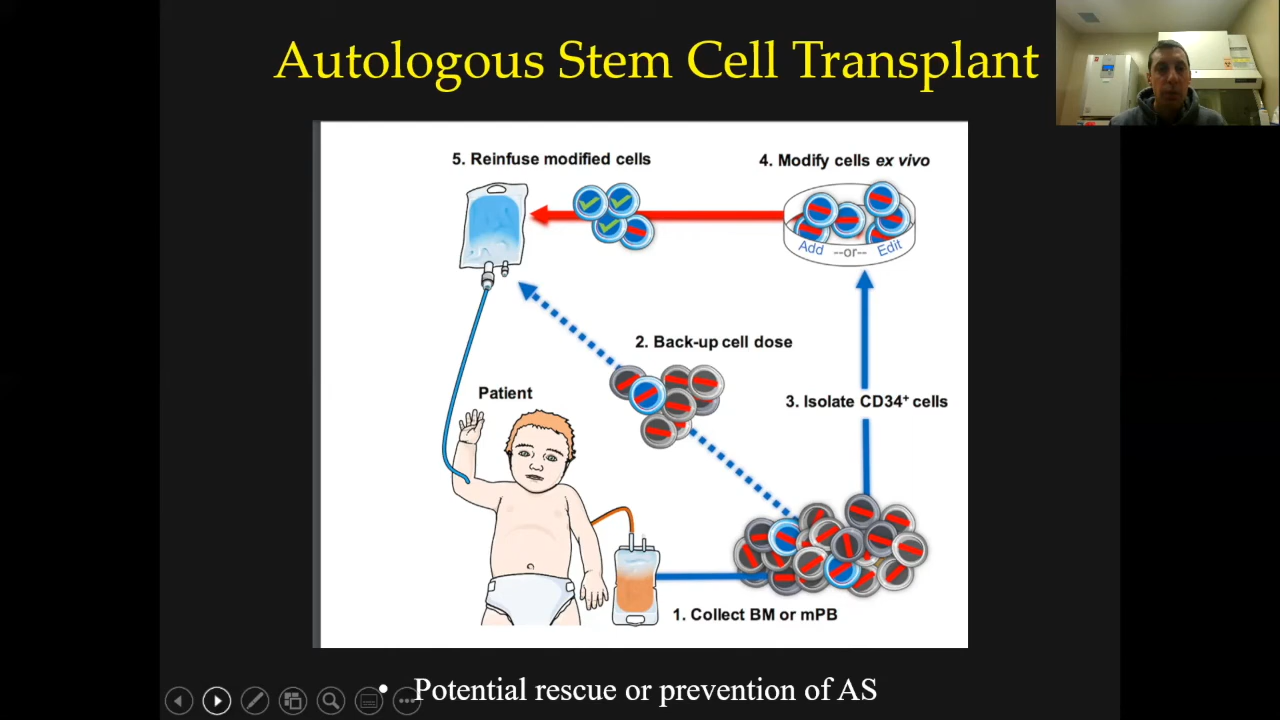 Autologous Stem Cell Transplant
5. Reinfuse modified cells
4. Modify cells ex vivo
Add --or-- Edit
2. Back-up cell dose
Patient
3. Isolate CD34⁺ cells
1. Collect BM or mPB
• Potential rescue or prevention of AS